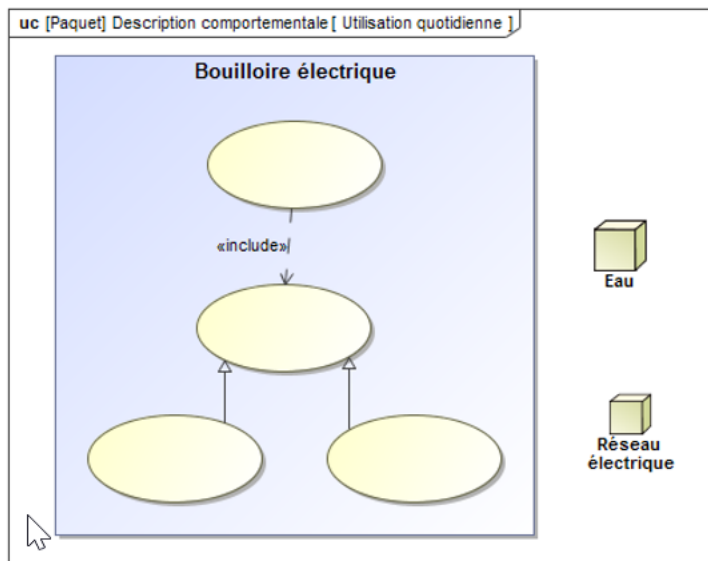 uc [Paquet] Description comportementale [ Utilisation quotidienne ]
Bouilloire électrique
«include»
Eau
Réseau
électrique